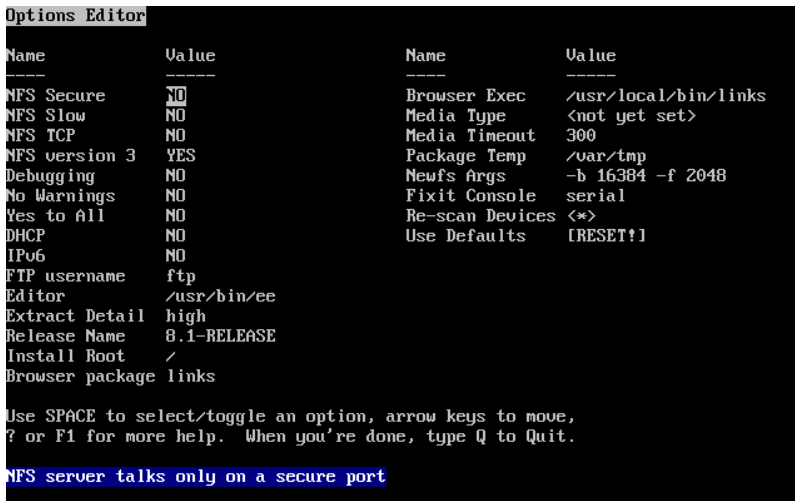 Options Editor
Name Value Name Value
---- ----- ---- -----
NFS Secure NO Browser Exec /usr/local/bin/links
NFS Slow NO Media Type <not yet set>
NFS TCP NO Media Timeout 300
NFS version 3 YES Package Temp /var/tmp
Debugging NO Newfs Args -b 16384 -f 2048
No Warnings NO Fixit Console serial
Yes to All NO Re-scan Devices <*>
DHCP NO Use Defaults [RESET!]
IPv6 NO
FTP username ftp
Editor /usr/bin/ee
Extract Detail high
Release Name 8.1-RELEASE
Install Root /
Browser package links
Use SPACE to select/toggle an option, arrow keys to move,
? or F1 for more help. When you're done, type Q to Quit.
NFS server talks only on a secure port